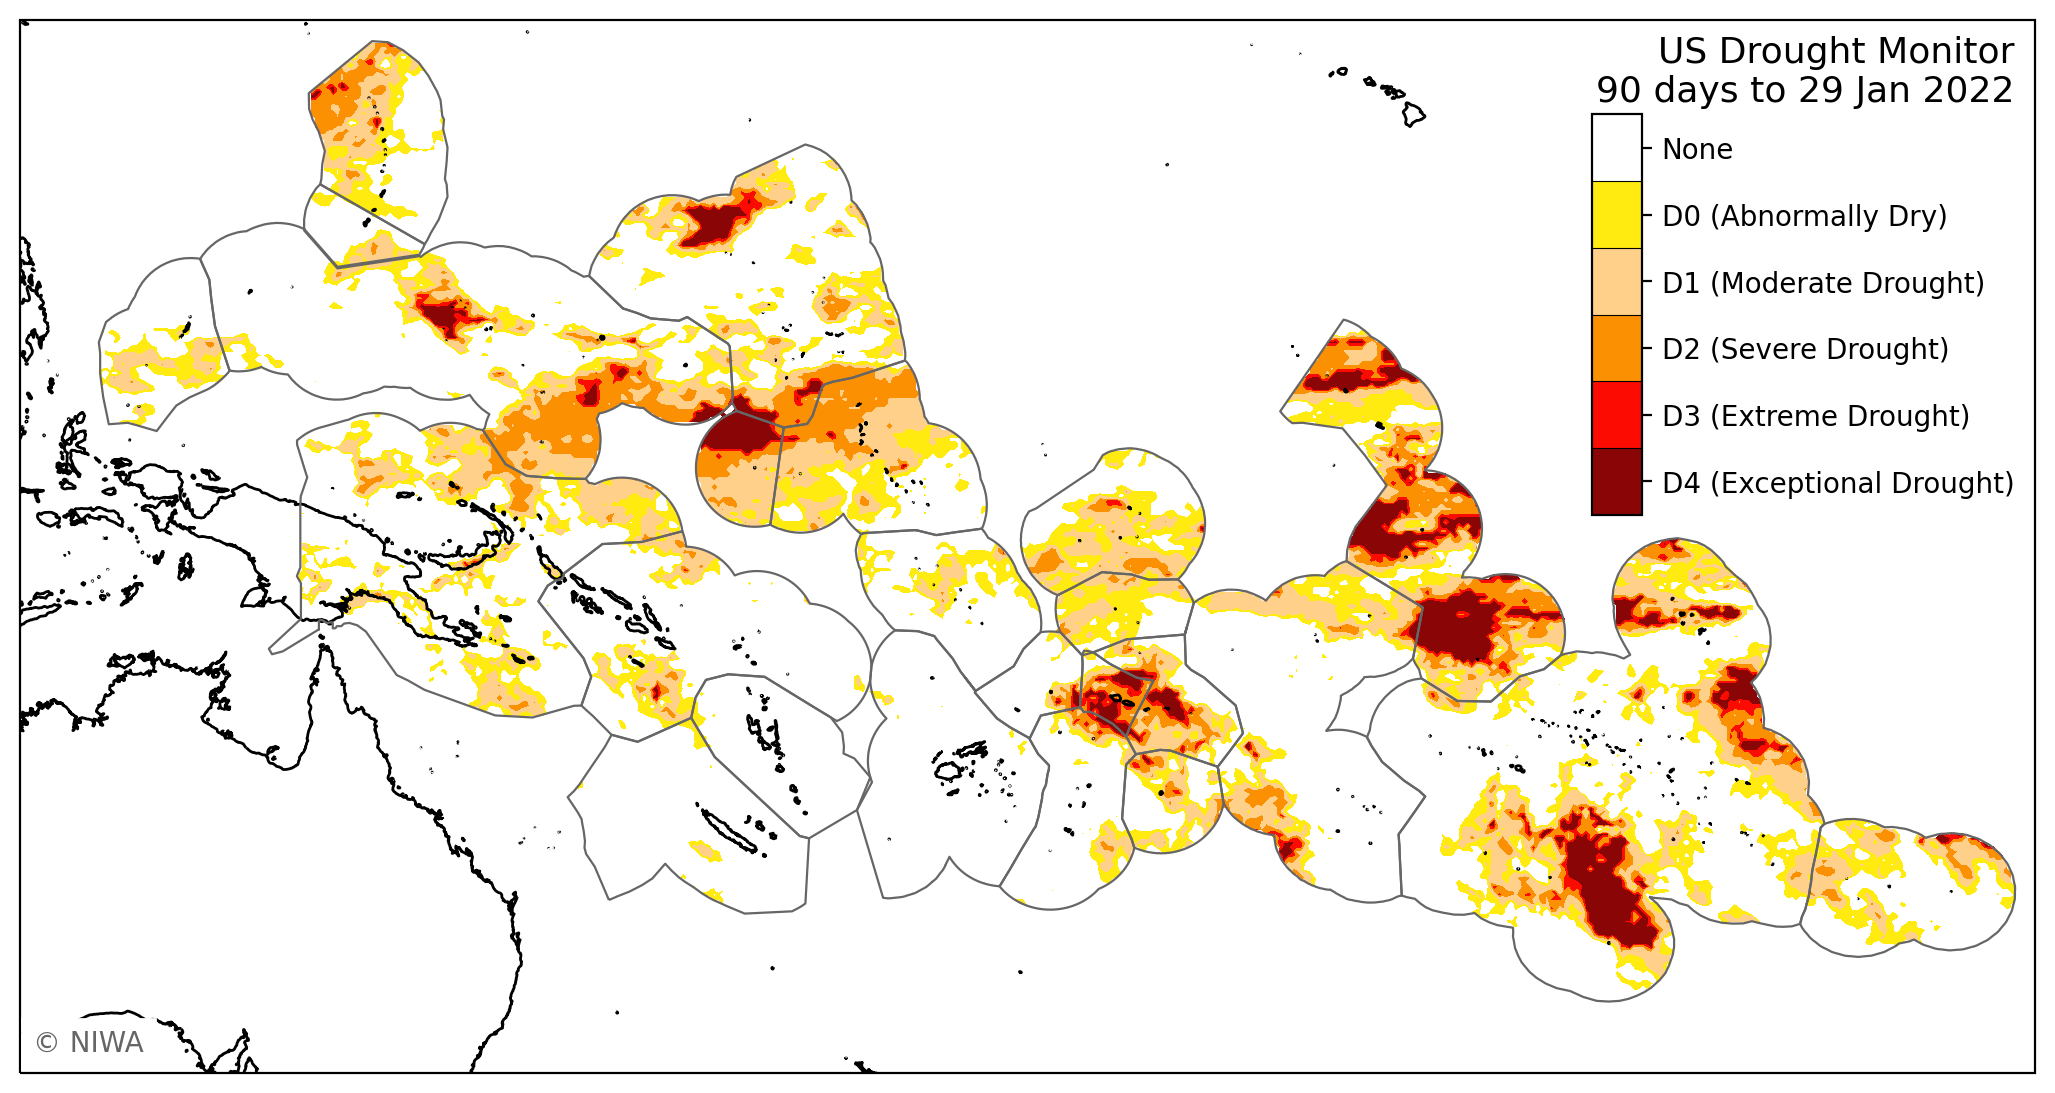 US Drought Monitor
90 days to 29 Jan 2022
None
D0 (Abnormally Dry)
D1 (Moderate Drought)
D2 (Severe Drought)
D3 (Extreme Drought)
D4 (Exceptional Drought)
© NIWA